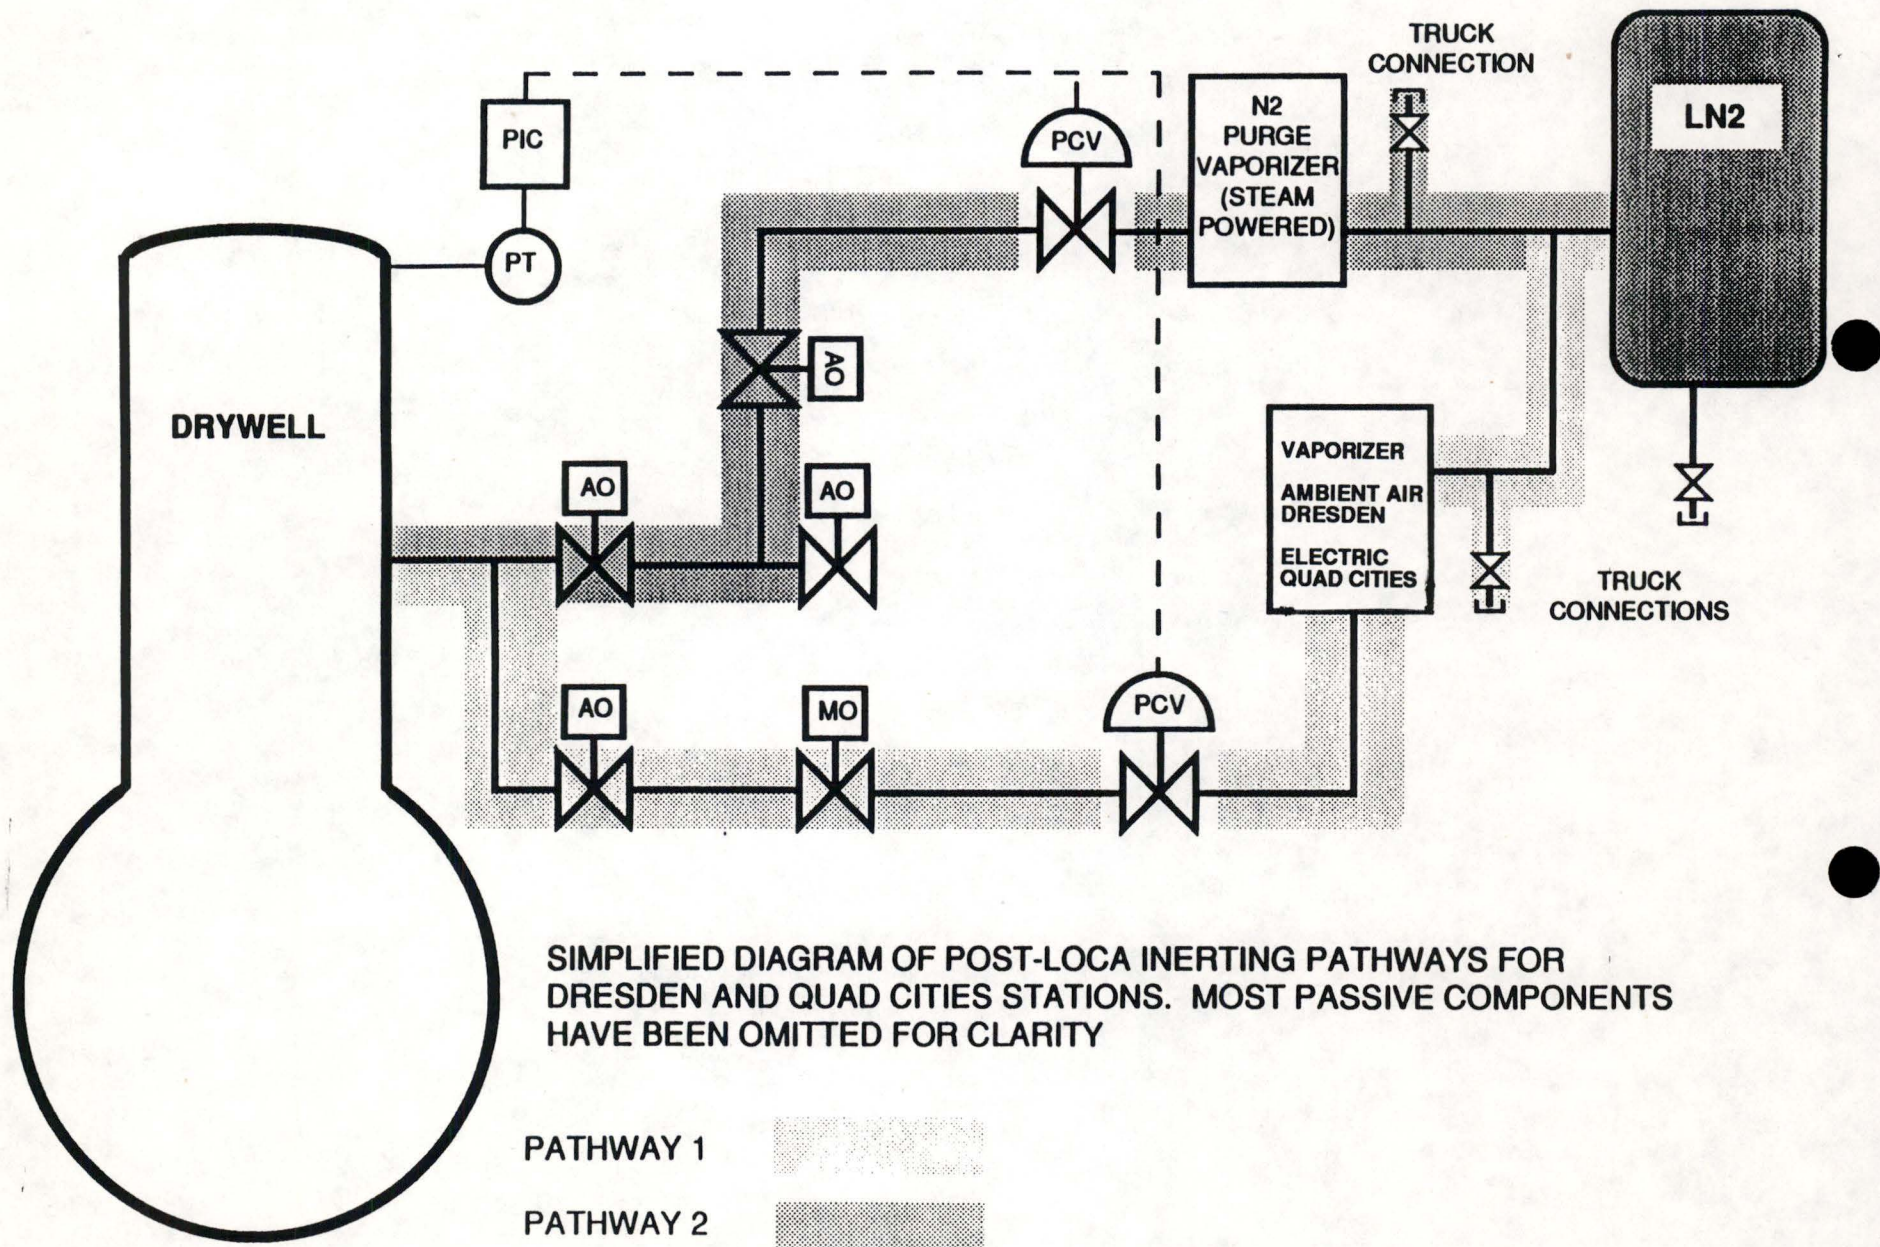 TRUCK
CONNECTION
LN2
N2
PURGE
VAPORIZER
(STEAM
POWERED)
PCV
PIC
PT
AO
DRYWELL
AO
AO
VAPORIZER
AMBIENT AIR
DRESDEN
ELECTRIC
QUAD CITIES
TRUCK
CONNECTIONS
AO
MO
PCV
SIMPLIFIED DIAGRAM OF POST-LOCA INERTING PATHWAYS FOR
DRESDEN AND QUAD CITIES STATIONS. MOST PASSIVE COMPONENTS
HAVE BEEN OMITTED FOR CLARITY
PATHWAY 1
PATHWAY 2